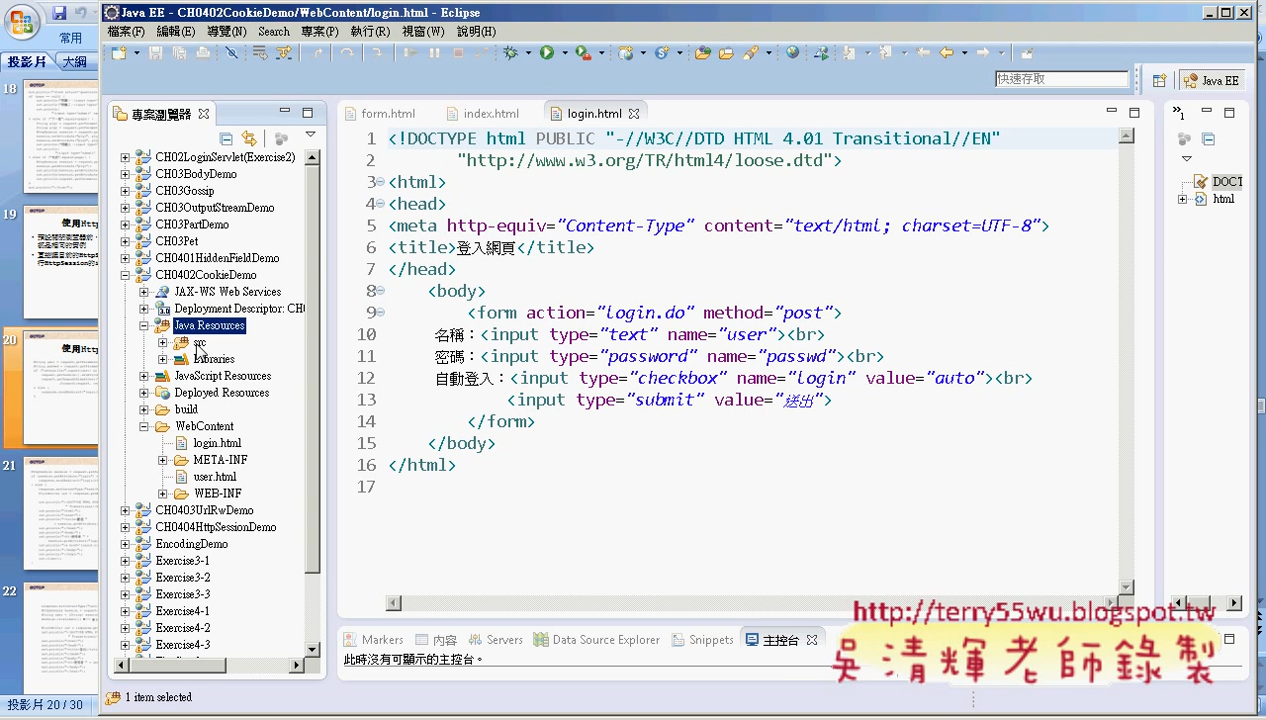 Java EE - CH0402CookieDemo/WebContent/login.html - Eclipse
檔案(F) 編輯(E) 導覽(N) Search 專案(P) 執行(R) 視窗(W) 說明(H)
常用
投影片 大綱
快速存取
Java EE
專案瀏覽器
form.html
index.html
login.html
CH03BodyDemo
CH03Gossip
CH03OutputStreamDemo
CH03PartDemo
CH03Pet
CH0401HiddenFieldDemo
CH0402CookieDemo
JAX-WS Web Services
Deployment Descriptor: CH
Java Resources
src
Libraries
JavaScript Resources
Deployed Resources
build
WebContent
login.html
META-INF
user.html
WEB-INF
CH0403UrlRwDemo
CH0404HttpSessionDemo
EncodingDemo
Exercise3-1
Exercise3-2
Exercise3-3
Exercise4-1
Exercise4-2
Exercise4-3
1 <!DOCTYPE html PUBLIC "-//W3C//DTD HTML 4.01 Transitional//EN"
2 "http://www.w3.org/TR/html4/loose.dtd">
3 <html>
4 <head>
5 <meta http-equiv="Content-Type" content="text/html; charset=UTF-8">
6 <title>登入網頁</title>
7 </head>
8 <body>
9 <form action="login.do" method="post">
10 名稱：<input type="text" name="user"><br>
11 密碼：<input type="password" name="passwd"><br>
12 自動登入：<input type="checkbox" name="login" value="auto"><br>
13 <input type="submit" value="送出">
14 </form>
15 </body>
16 </html>
17
DOCT
html
18
19
20
21
22
Markers
內容
Data Source Explorer
Snippets
此時沒有可顯示的主控台。
http://terry55wu.blogspot.tw
吳清輝老師錄製
1 item selected
投影片 20 / 30